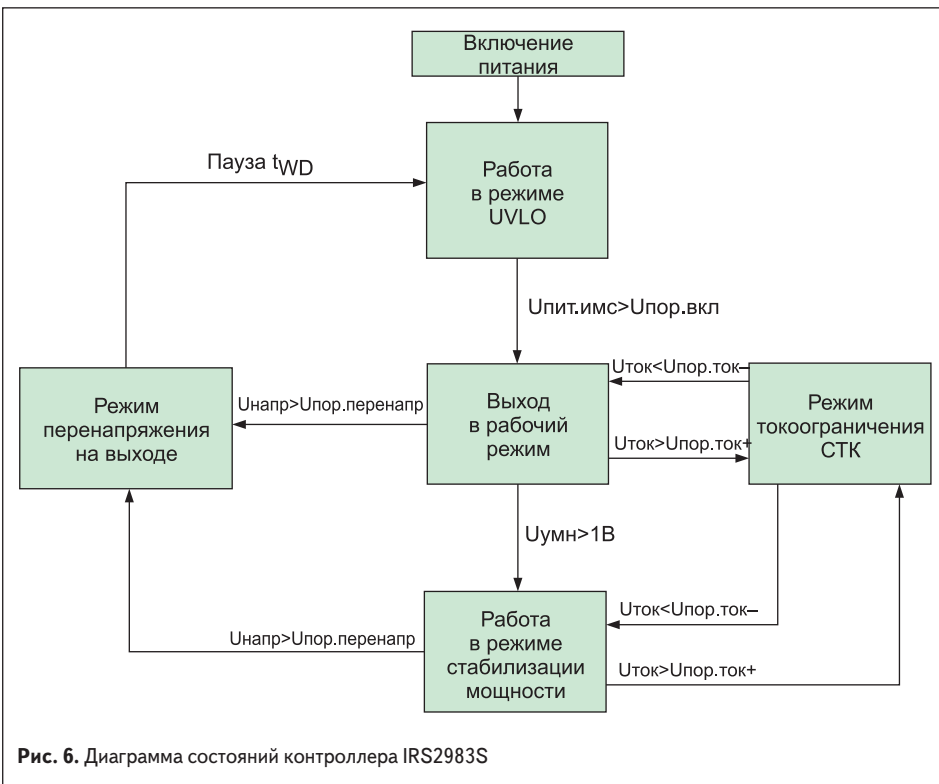 Включение
питания
Пауза tWD
Работа
в режиме
UVLO
Uпит.имс>Uпор.вкл
Режим
перенапряжения
на выходе
Uнапр>Uпор.перенапр
Выход
в рабочий
режим
Uток<Uпор.ток–
Uток>Uпор.ток+
Режим
токоограничения
СТК
Uумн>1В
Uнапр>Uпор.перенапр
Работа
в режиме
стабилизации
мощности
Uток<Uпор.ток–
Uток>Uпор.ток+
Рис. 6. Диаграмма состояний контроллера IRS2983S